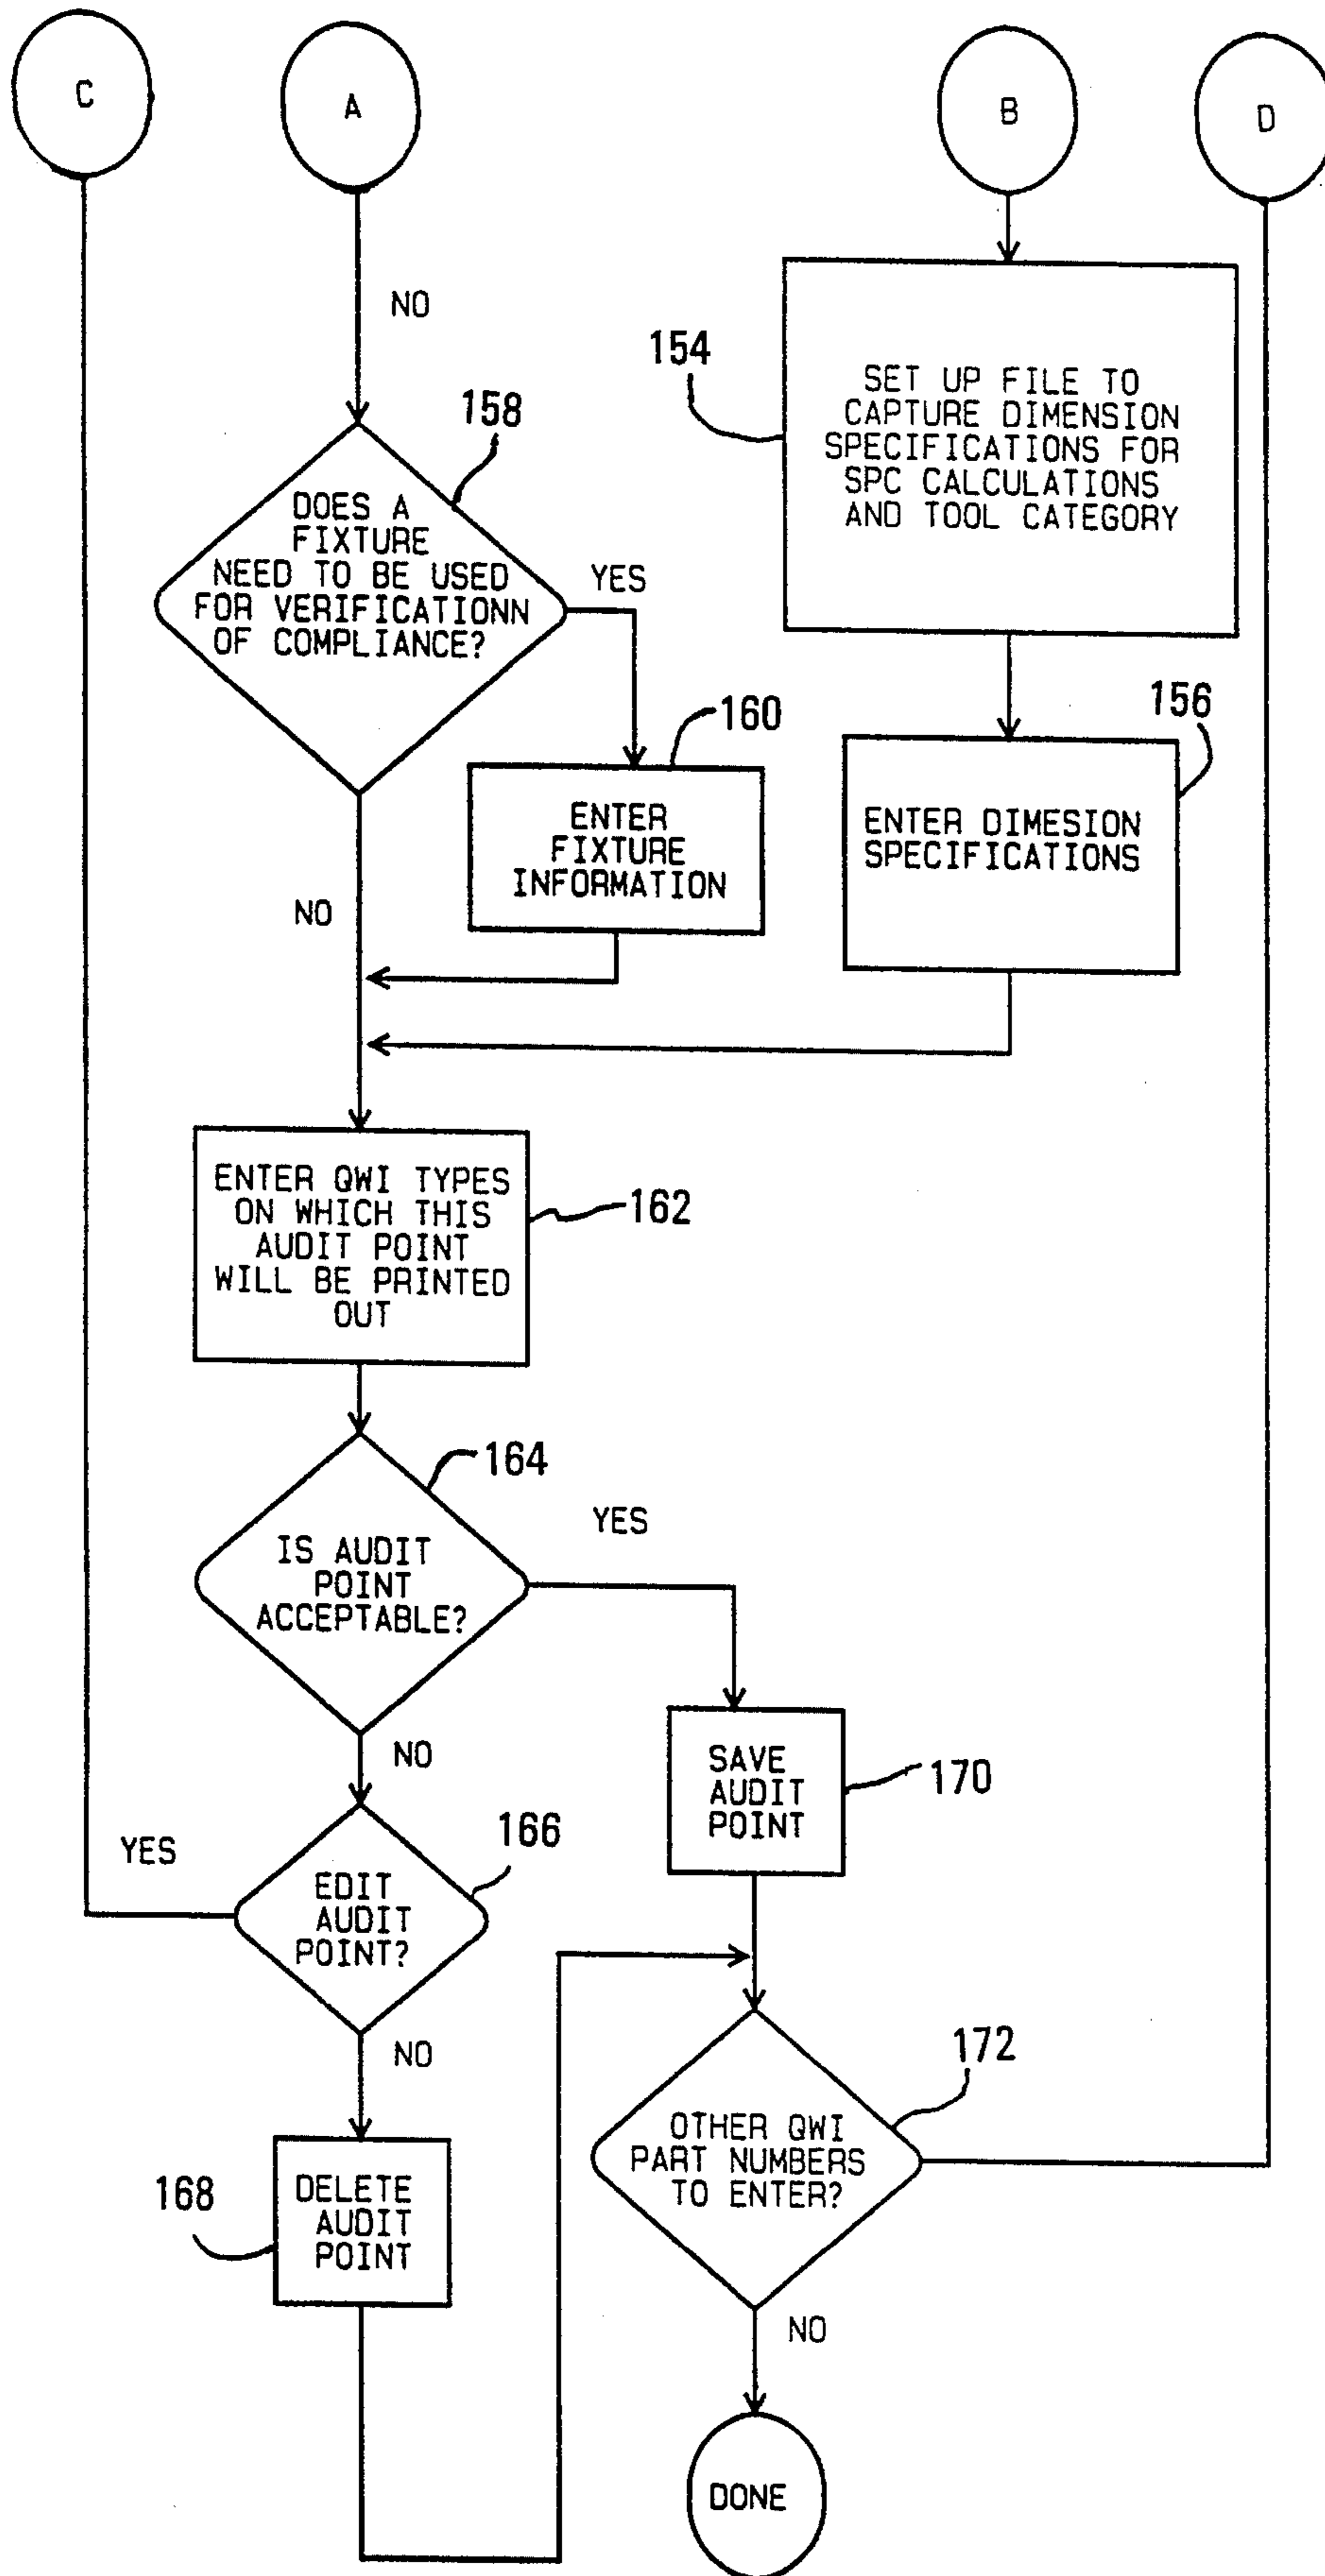 C
A
B
D
NO
154
SET UP FILE TO
CAPTURE DIMENSION
SPECIFICATIONS FOR
SPC CALCULATIONS
AND TOOL CATEGORY
158
DOES A
FIXTURE
NEED TO BE USED
FOR VERIFICATIONN
OF COMPLIANCE?
YES
160
ENTER
FIXTURE
INFORMATION
156
ENTER DIMESION
SPECIFICATIONS
NO
ENTER QWI TYPES
ON WHICH THIS
AUDIT POINT
WILL BE PRINTED
OUT
162
164
IS AUDIT
POINT
ACCEPTABLE?
YES
NO
SAVE
AUDIT
POINT
170
YES
166
EDIT
AUDIT
POINT?
NO
172
OTHER QWI
PART NUMBERS
TO ENTER?
168
DELETE
AUDIT
POINT
NO
DONE